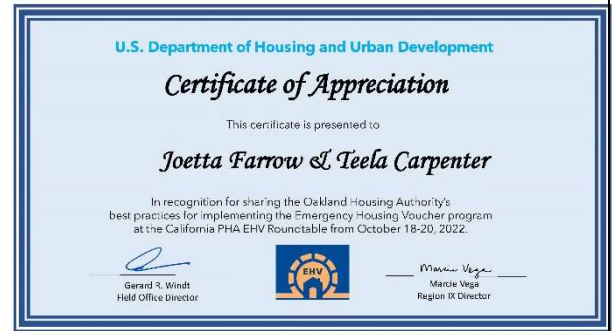 U.S. Department of Housing and Urban Development
Certificate of Appreciation
This certificate is presented to
Joetta Farrow & Teela Carpenter
In recognition for sharing the Oakland Housing Authority's
best practices for implementing the Emergency Housing Voucher program
at the California PHA EHV Roundtable from October 18-20, 2022.
EHV
Marcie Vega
Gerard R. Windt
Field Office Director
Marcie Vega
Region IX Director